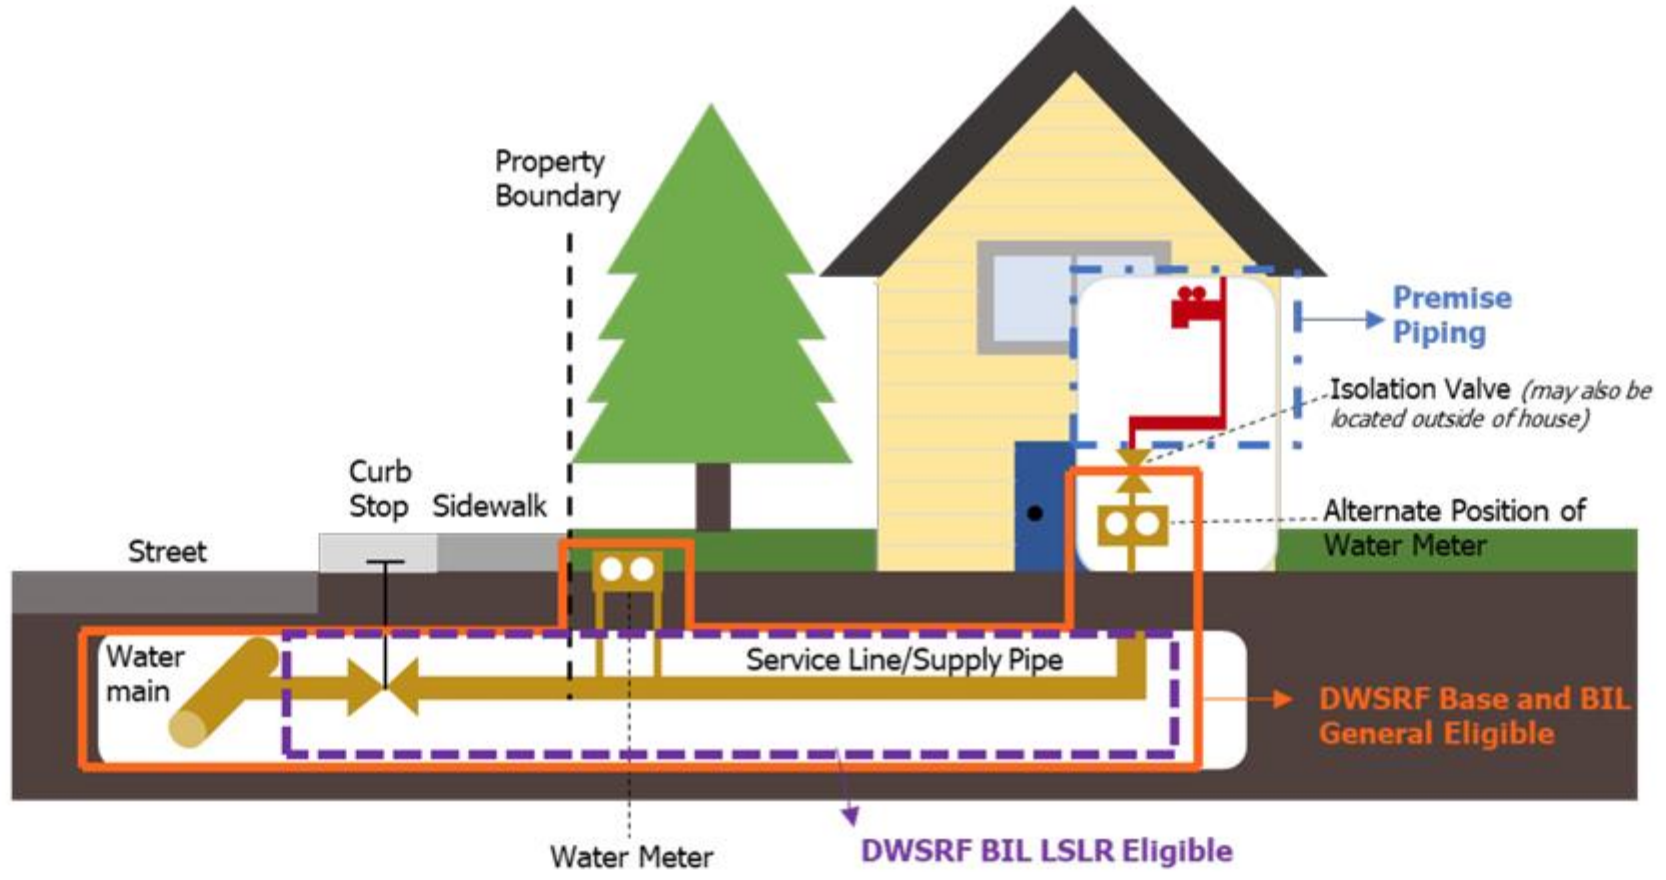 Property
Boundary
Premise
Piping
Isolation Valve (may also be
located outside of house)
Curb
Stop
Sidewalk
Alternate Position of
Water Meter
Street
Water
main
Service Line/Supply Pipe
DWSRF Base and BIL
General Eligible
Water Meter
DWSRF BIL LSLR Eligible